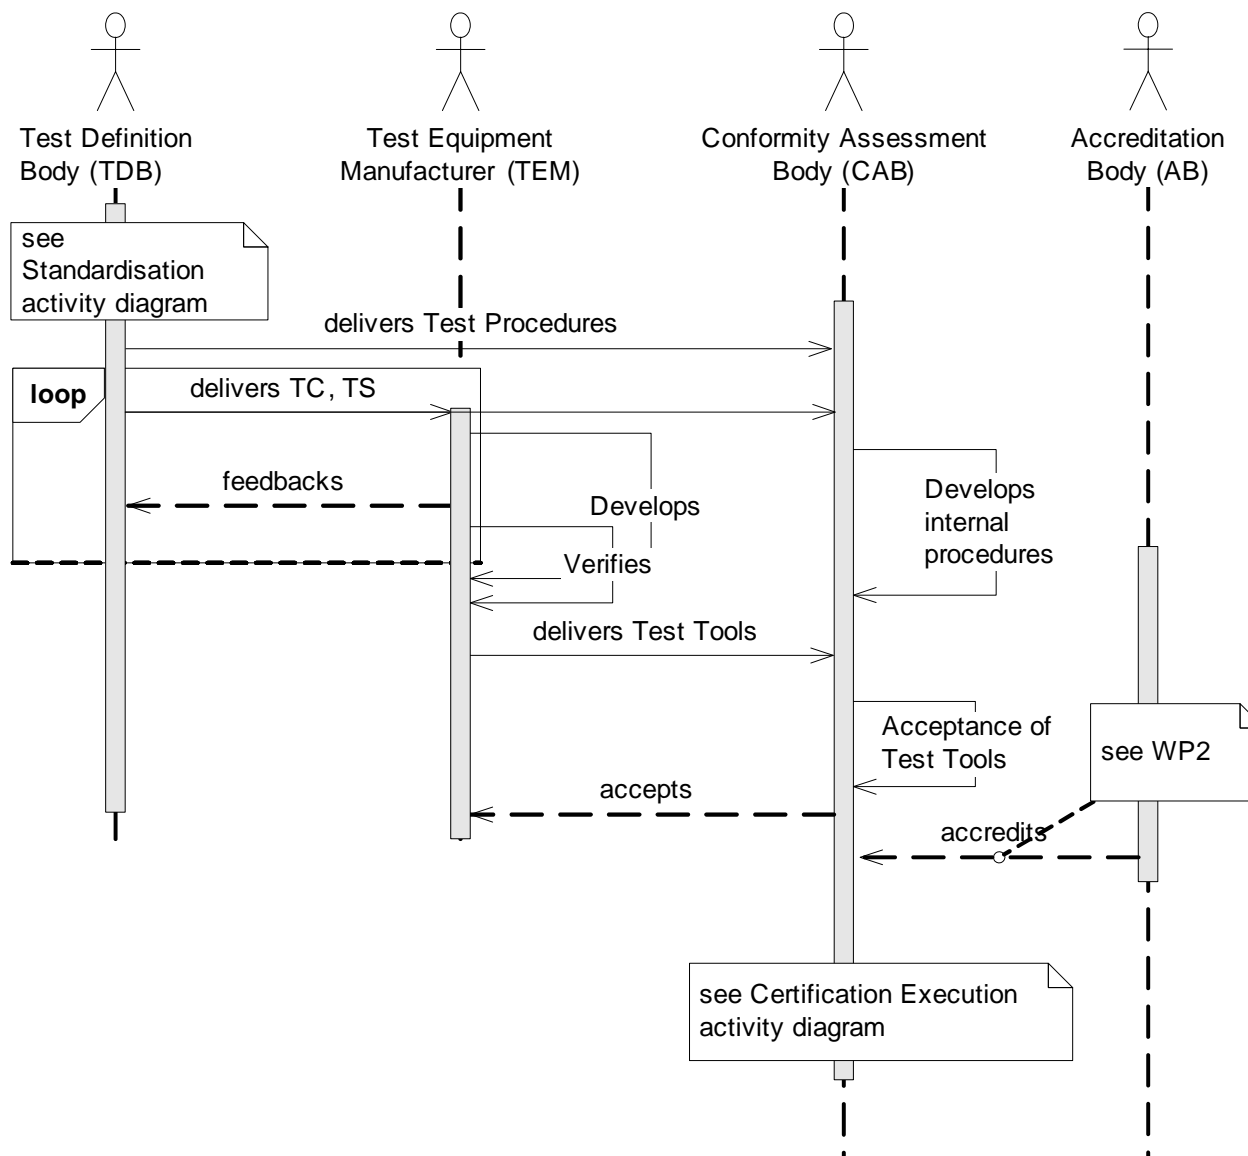 Test Definition
Body (TDB)
Test Equipment
Manufacturer (TEM)
Conformity Assessment
Body (CAB)
Accreditation
Body (AB)
see
Standardisation
activity diagram
delivers Test Procedures
loop
delivers TC, TS
feedbacks
Develops
Verifies
Develops
internal
procedures
delivers Test Tools
Acceptance of
Test Tools
see WP2
accepts
accredits
see Certification Execution
activity diagram